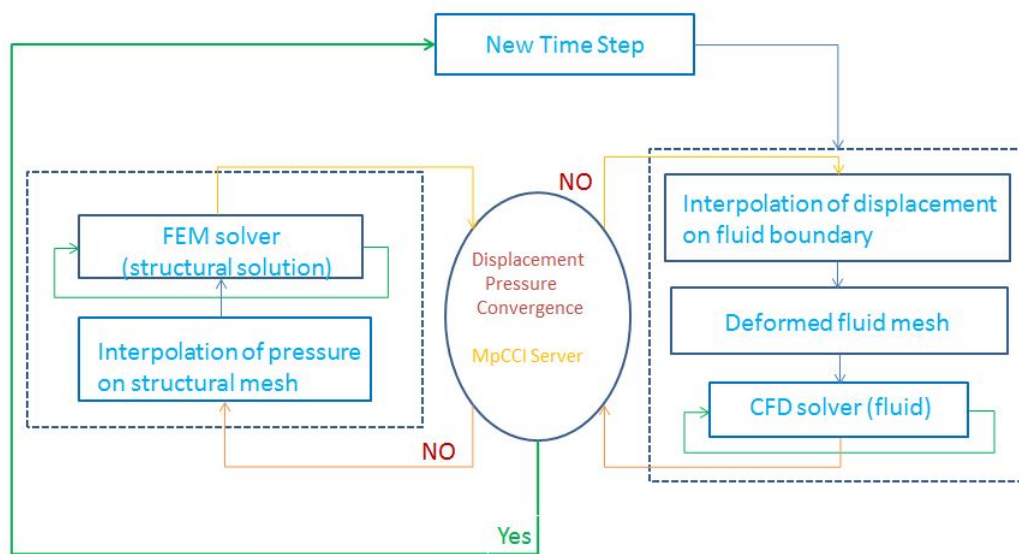 New Time Step
NO
Interpolation of displacement
on fluid boundary
FEM solver
(structural solution)
Displacement
Pressure
Convergence
MpCCI Server
Deformed fluid mesh
Interpolation of pressure
on structural mesh
CFD solver (fluid)
NO
Yes